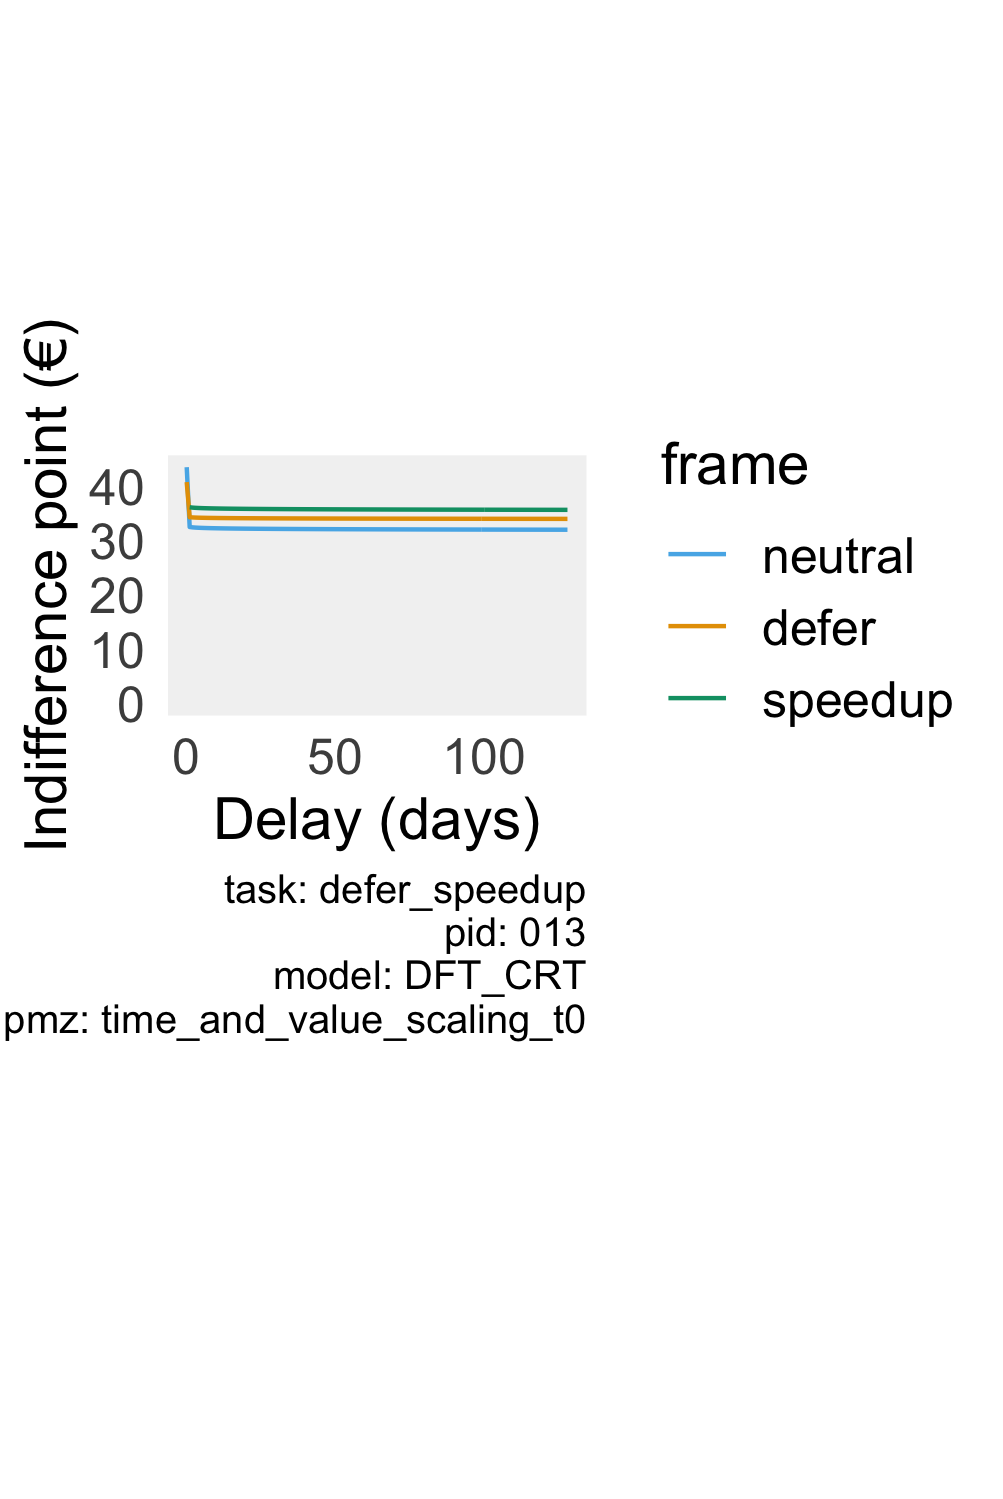 Indifference point (€)
40
30
20
10
0
0 50 100
Delay (days)
frame
neutral
defer
speedup
task: defer_speedup
pid: 013
model: DFT_CRT
pmz: time_and_value_scaling_t0